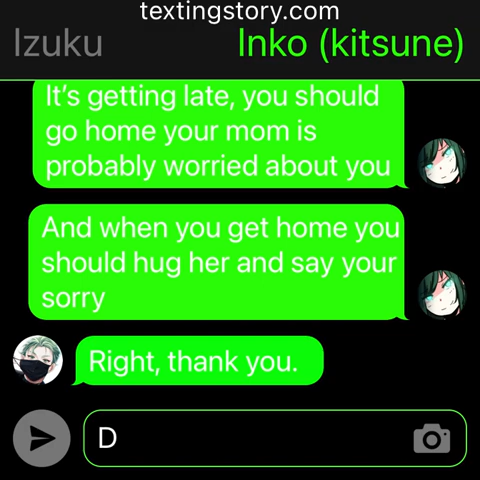 textingstory.com
Izuku
Inko (kitsune)
It’s getting late, you should
go home your mom is
probably worried about you
And when you get home you
should hug her and say your
sorry
Right, thank you.
D